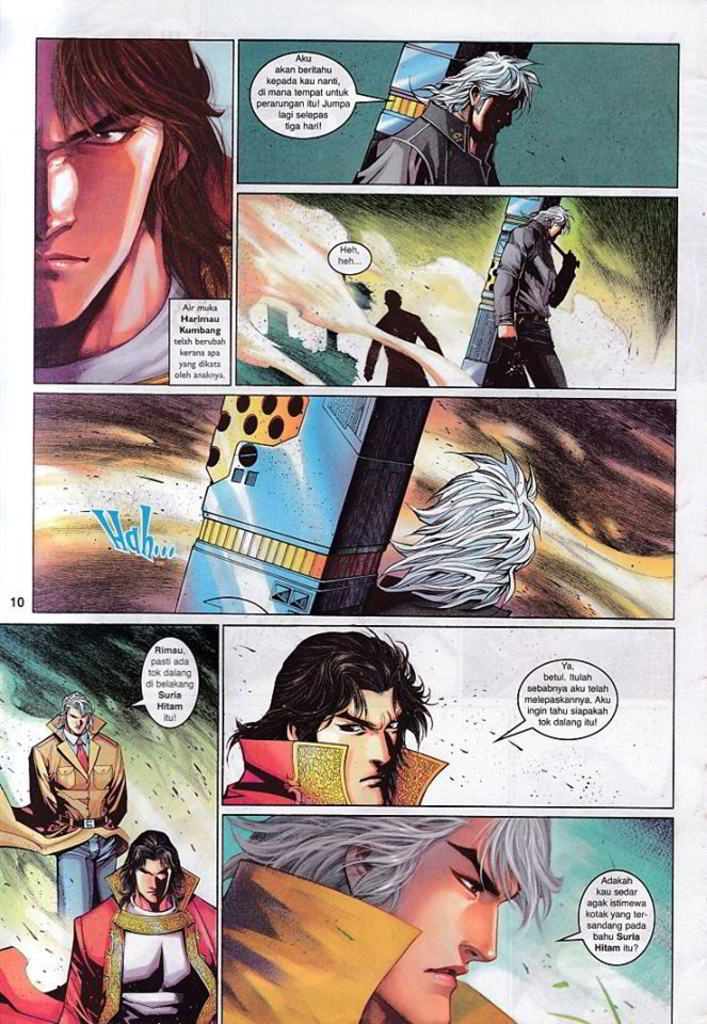 Aku
akan beritahu
kepada kau nanti,
di mana tempat untuk
perarungan itu! Jumpa
lagi selepas
tiga hari!
Air muka
Harimau
Kumbang
telah berubah
kerana apa
yang dikata
oleh anaknya.
Heh,
heh...
Hah...
10
Rimau,
pasti ada
tok dalang
di belakang
Suria
Hitam
itu!
Ya,
betul. Itulah
sebabnya aku telah
melepaskannya. Aku
ingin tahu siapakah
tok dalang itu!
Adakah
kau sedar
agak istimewa
kotak yang ter-
sandang pada
bahu Suria
Hitam itu?